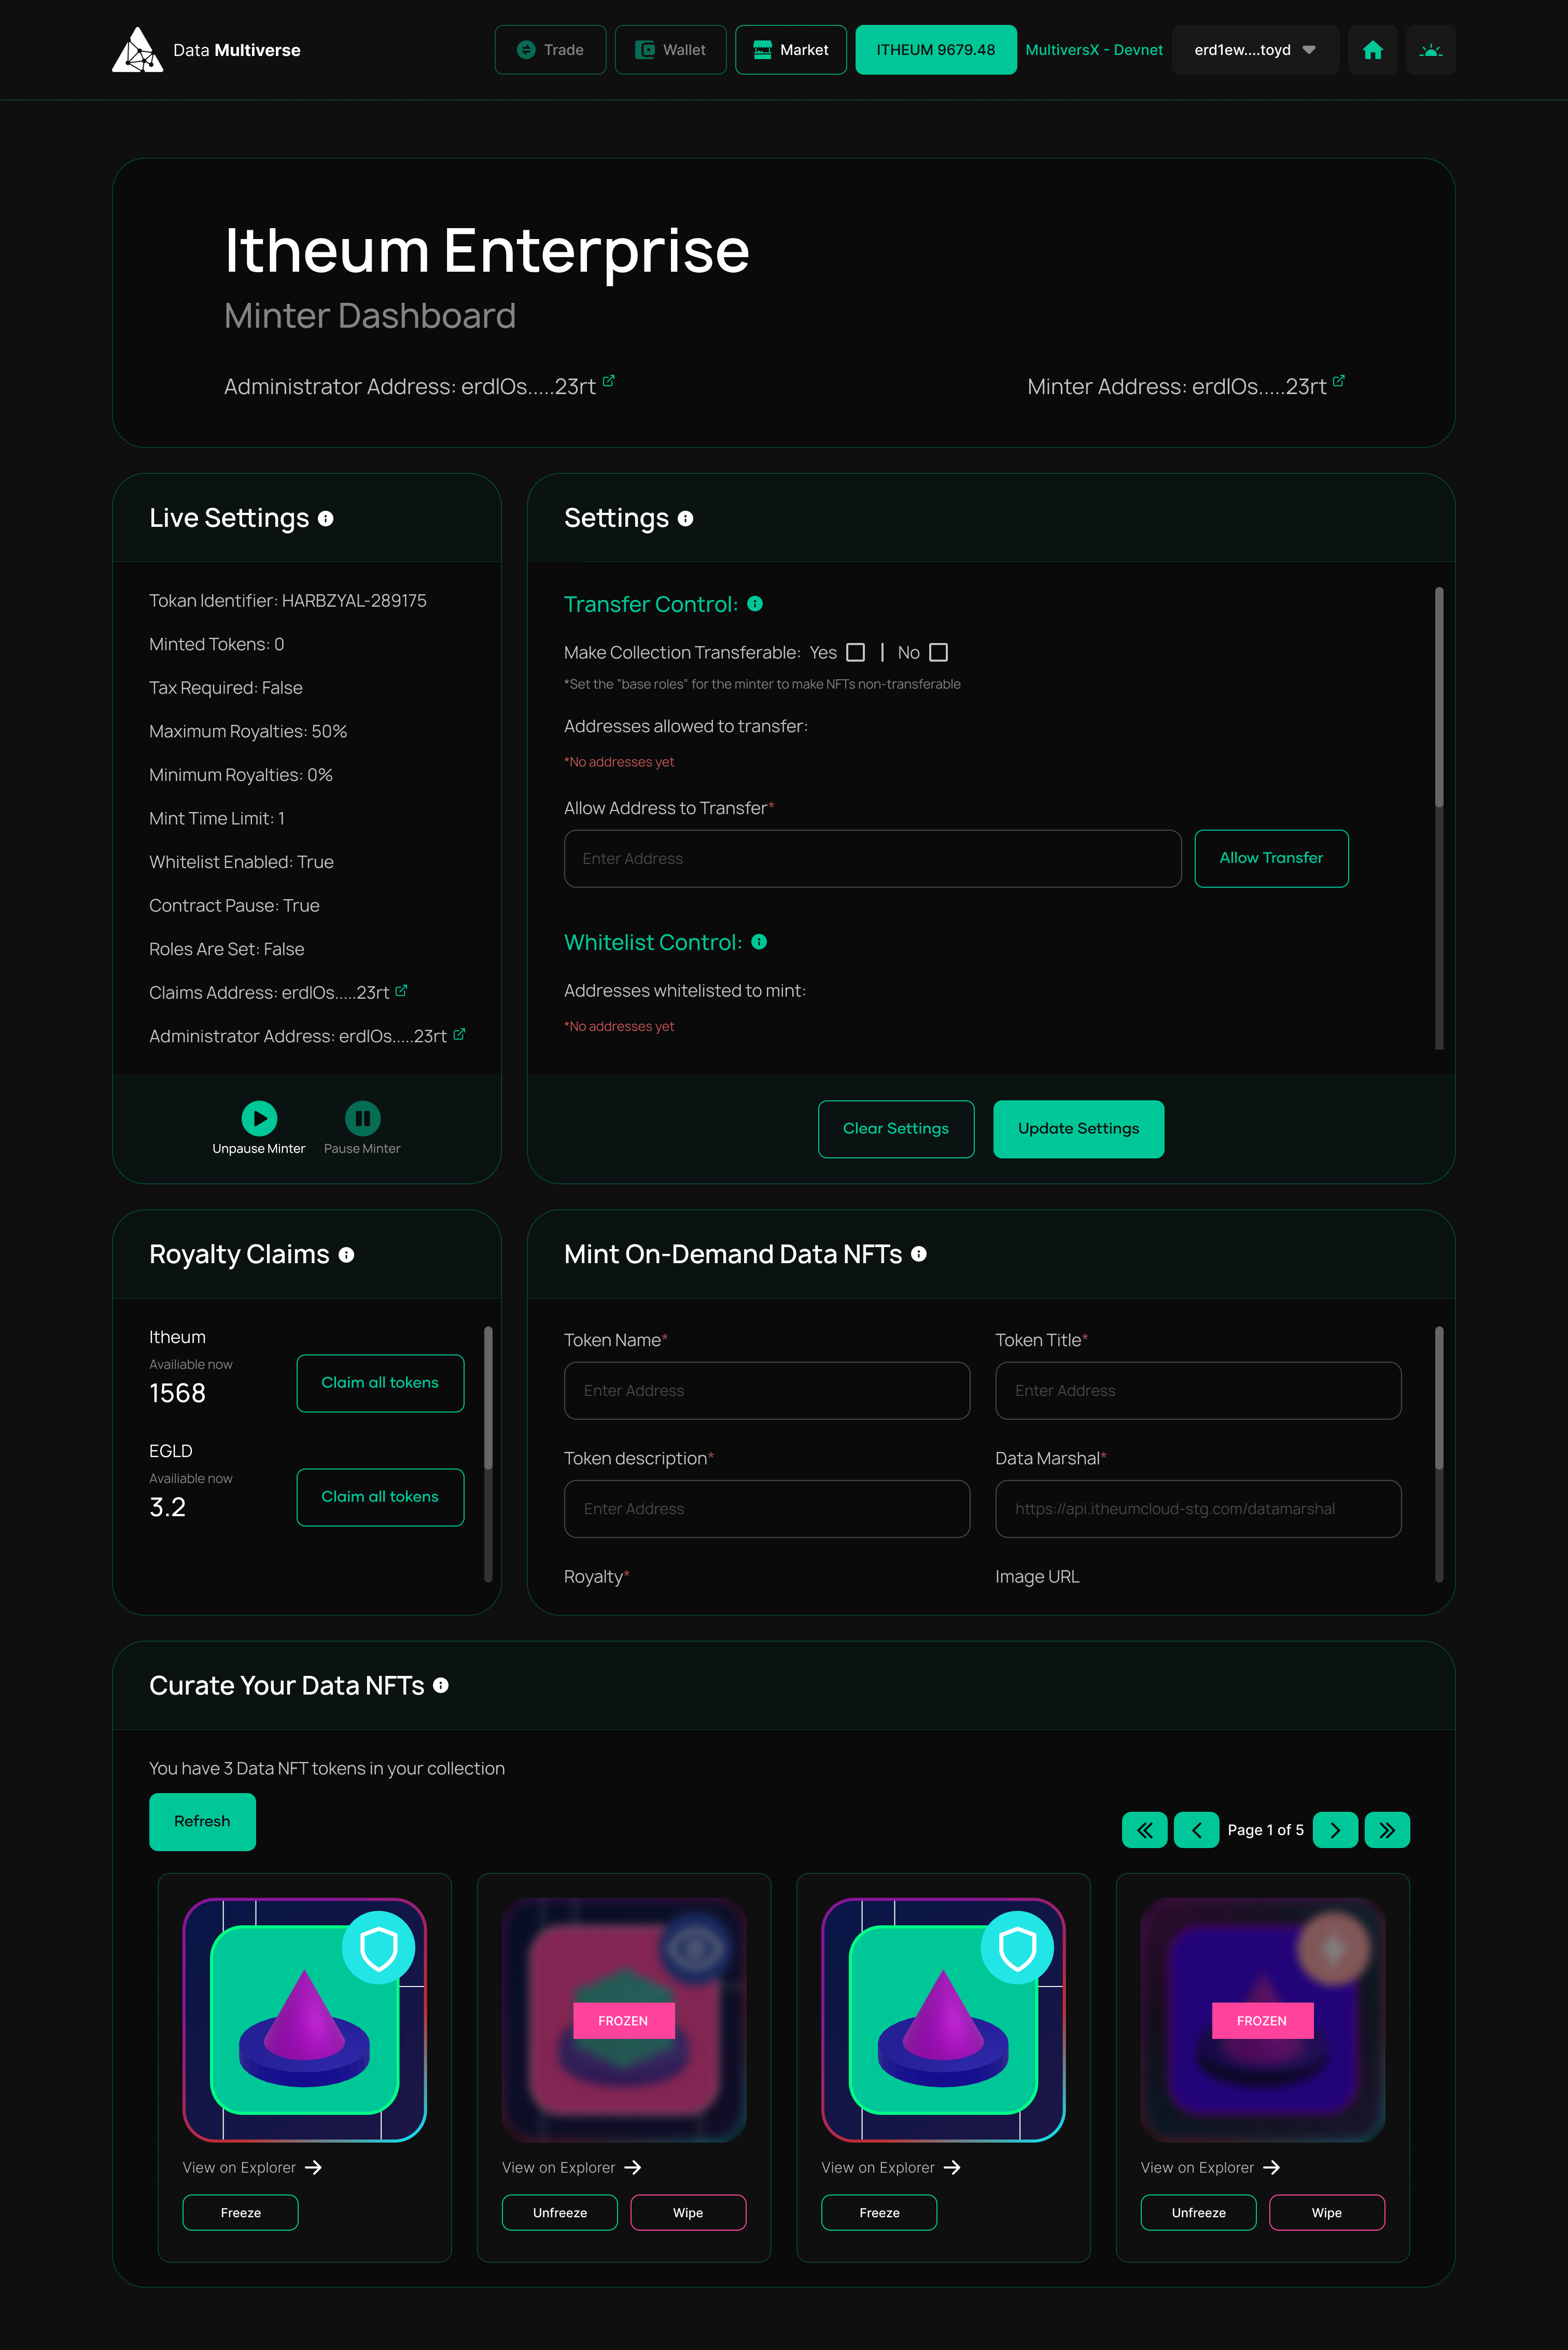 Data Multiverse
Trade
Wallet
Market
ITHEUM 9679.48
MultiversX - Devnet
erd1ew....toyd
Itheum Enterprise
Minter Dashboard
Administrator Address: erdlOs.....23rt
Minter Address: erdlOs.....23rt
Live Settings
Tokan Identifier: HARBZYAL-289175
Minted Tokens: 0
Tax Required: False
Maximum Royalties: 50%
Minimum Royalties: 0%
Mint Time Limit: 1
Whitelist Enabled: True
Contract Pause: True
Roles Are Set: False
Claims Address: erdlOs.....23rt
Administrator Address: erdlOs.....23rt
Unpause Minter
Pause Minter
Settings
Transfer Control:
Make Collection Transferable: Yes | No
*Set the "base roles" for the minter to make NFTs non-transferable
Addresses allowed to transfer:
*No addresses yet
Allow Address to Transfer*
Enter Address
Allow Transfer
Whitelist Control:
Addresses whitelisted to mint:
*No addresses yet
Clear Settings
Update Settings
Royalty Claims
Itheum
Availiable now
1568
Claim all tokens
EGLD
Availiable now
3.2
Claim all tokens
Mint On-Demand Data NFTs
Token Name*
Enter Address
Token Title*
Enter Address
Token description*
Enter Address
Data Marshal*
https://api.itheumcloud-stg.com/datamarshal
Royalty*
Image URL
Curate Your Data NFTs
You have 3 Data NFT tokens in your collection
Refresh
Page 1 of 5
FROZEN
FROZEN
View on Explorer
View on Explorer
View on Explorer
View on Explorer
Freeze
Unfreeze
Wipe
Freeze
Unfreeze
Wipe